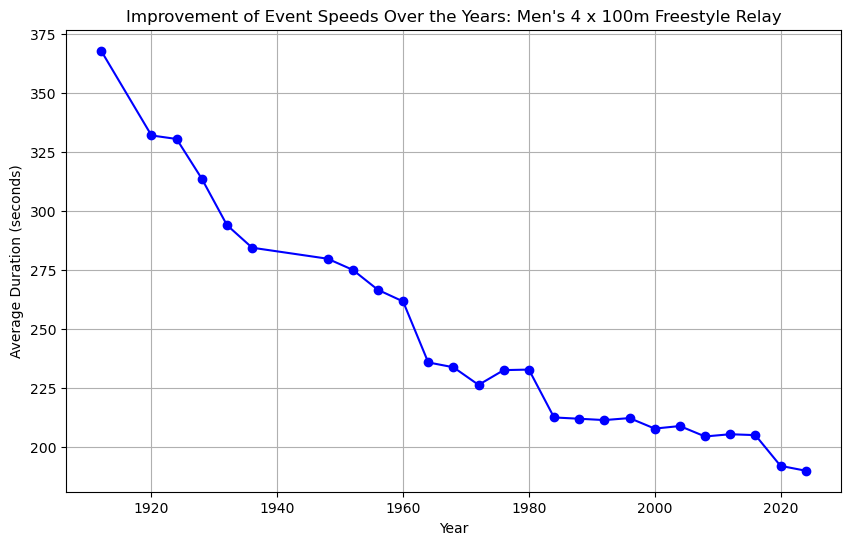 Improvement of Event Speeds Over the Years: Men's 4 x 100m Freestyle Relay
375
350
325
300
275
250
225
200
Average Duration (seconds)
1920 1940 1960 1980 2000 2020
Year